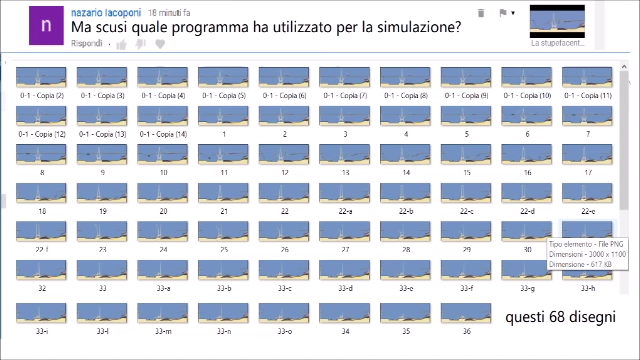 n
nazario Iacoponi 18 minuti fa
Ma scusi quale programma ha utilizzato per la simulazione?
Rispondi
La stupefacent...
0-1 - Copia (2) 0-1 - Copia (3) 0-1 - Copia (4) 0-1 - Copia (5) 0-1 - Copia (6) 0-1 - Copia (7) 0-1 - Copia (8) 0-1 - Copia (9) 0-1 - Copia (10) 0-1 - Copia (11)
0-1 - Copia (12) 0-1 - Copia (13) 0-1 - Copia (14) 1 2 3 4 5 6 7
8 9 10 11 12 13 14 15 16 17
18 19 20 21 22 22-a 22-b 22-c 22-d 22-e
22-f 23 24 25 26 27 28 29 30
Tipo elemento - File PNG
Dimensioni - 3000 x 1100
Dimensione - 617 KB
32 33 33-a 33-b 33-c 33-d 33-e 33-f 33-g 33-h
33-i 33-l 33-m 33-n 33-o 34 35 36
questi 68 disegni